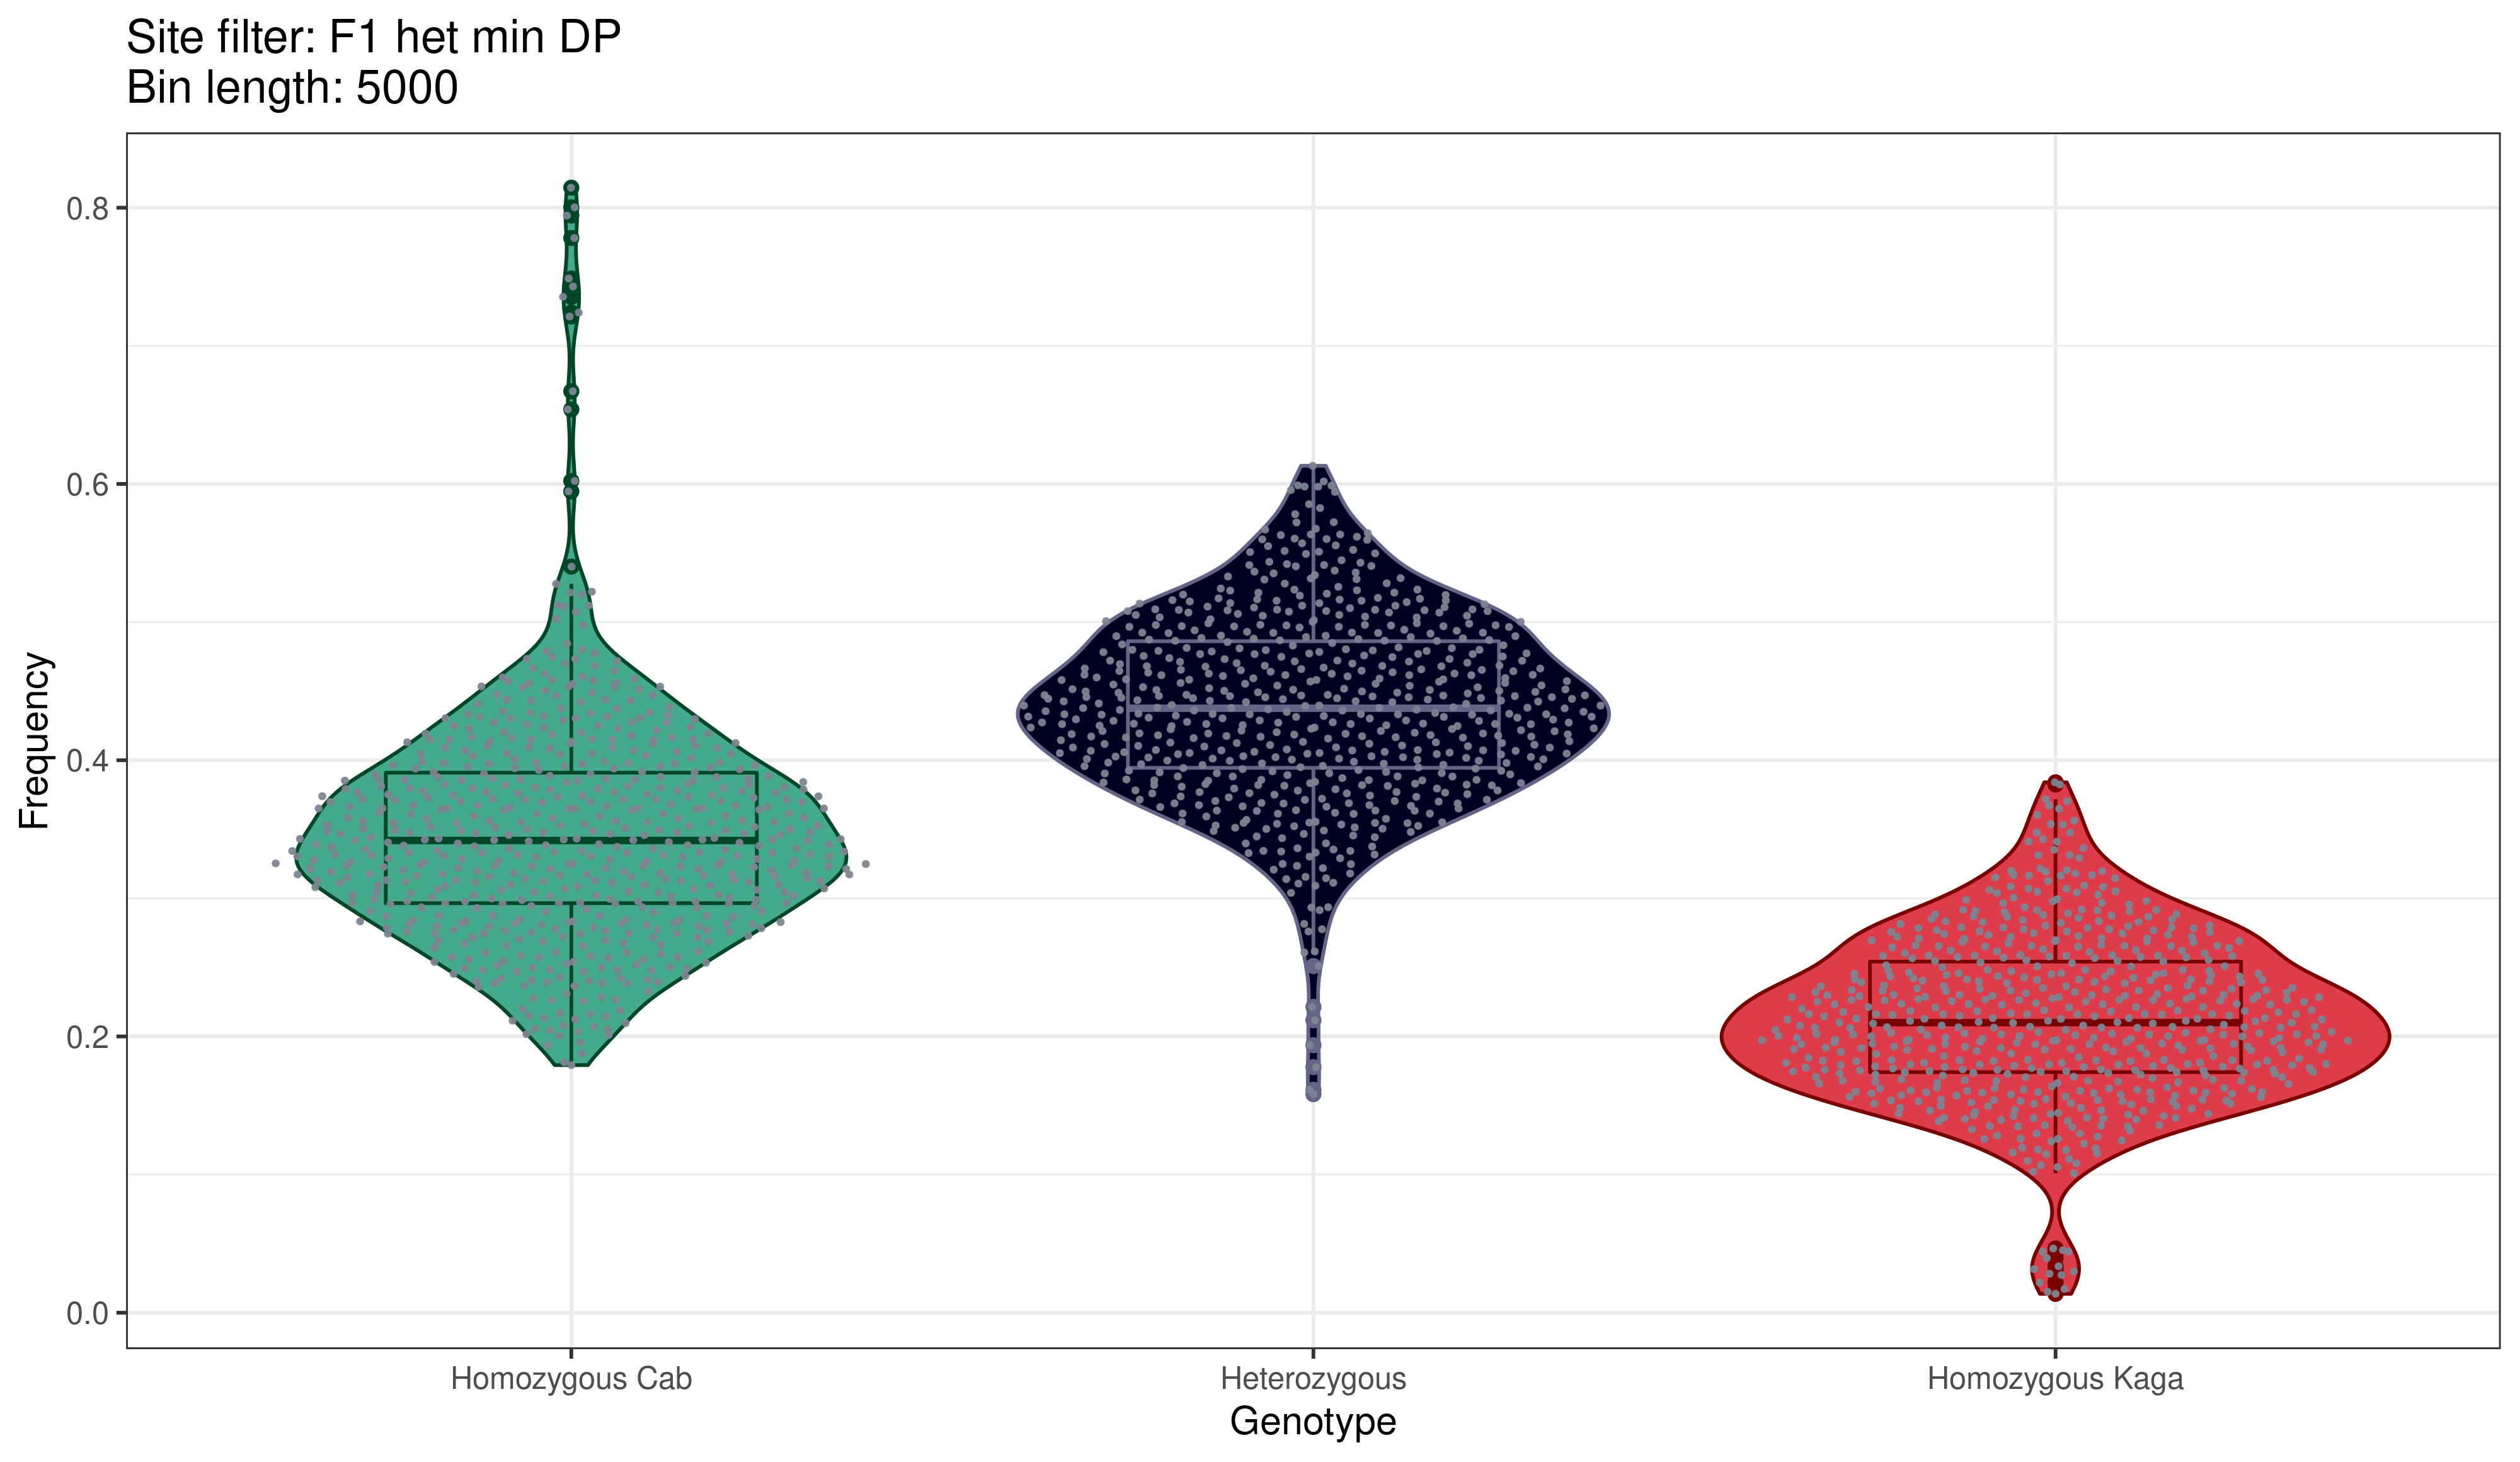 Site filter: F1 het min DP
Bin length: 5000
Frequency
0.8
0.6
0.4
0.2
0.0
Homozygous Cab
Heterozygous
Homozygous Kaga
Genotype